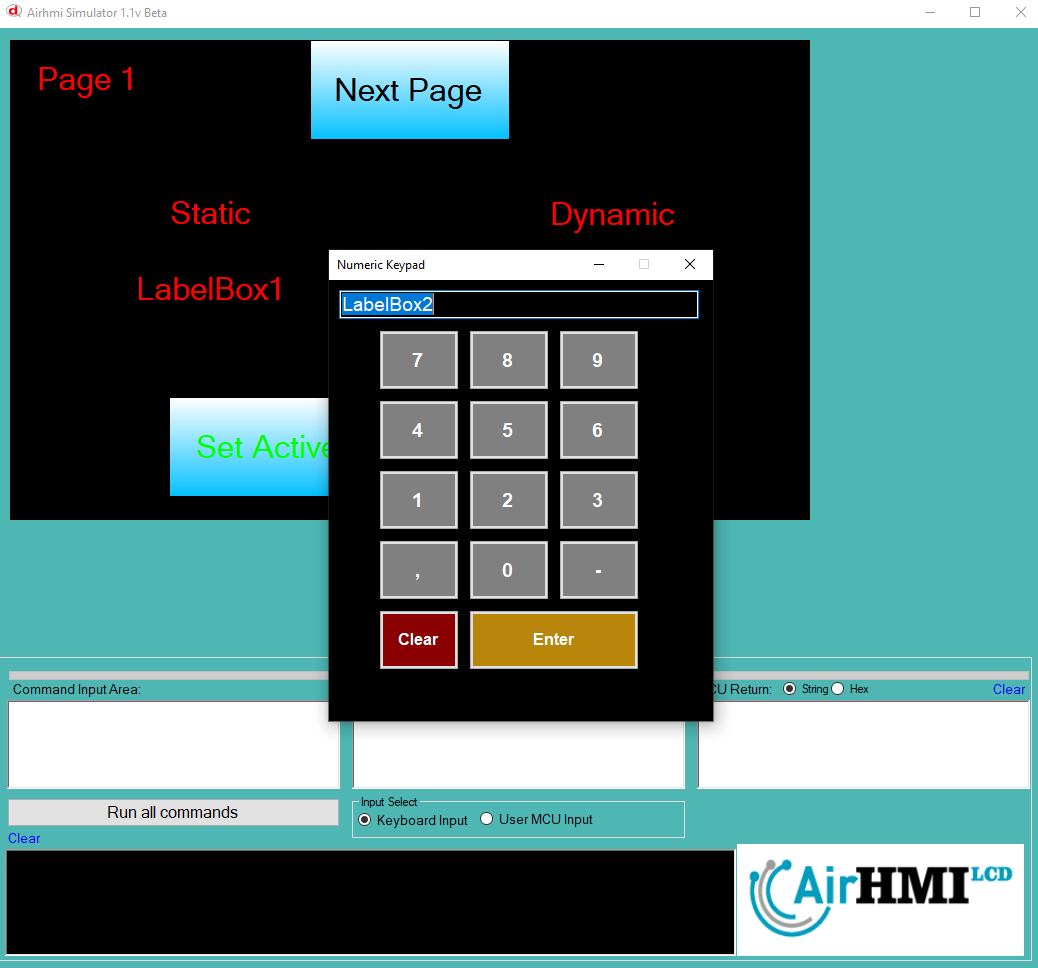 Airhmi Simulator 1.1v Beta
Page 1
Next Page
Static
Dynamic
LabelBox1
Set Active
Numeric Keypad
LabelBox2
7 8 9
4 5 6
1 2 3
, 0 -
Clear Enter
Command Input Area:
CU Return: String Hex Clear
Run all commands
Input Select
Keyboard Input User MCU Input
Clear
AirHMI LCD